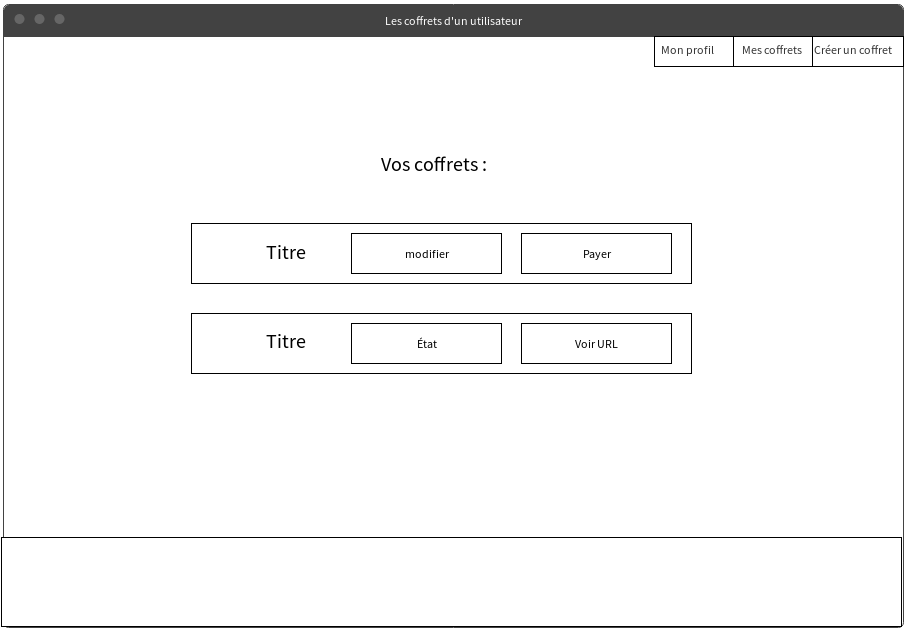 Les coffrets d'un utilisateur
Mon profil Mes coffrets Créer un coffret
Vos coffrets :
Titre modifier Payer
Titre État Voir URL